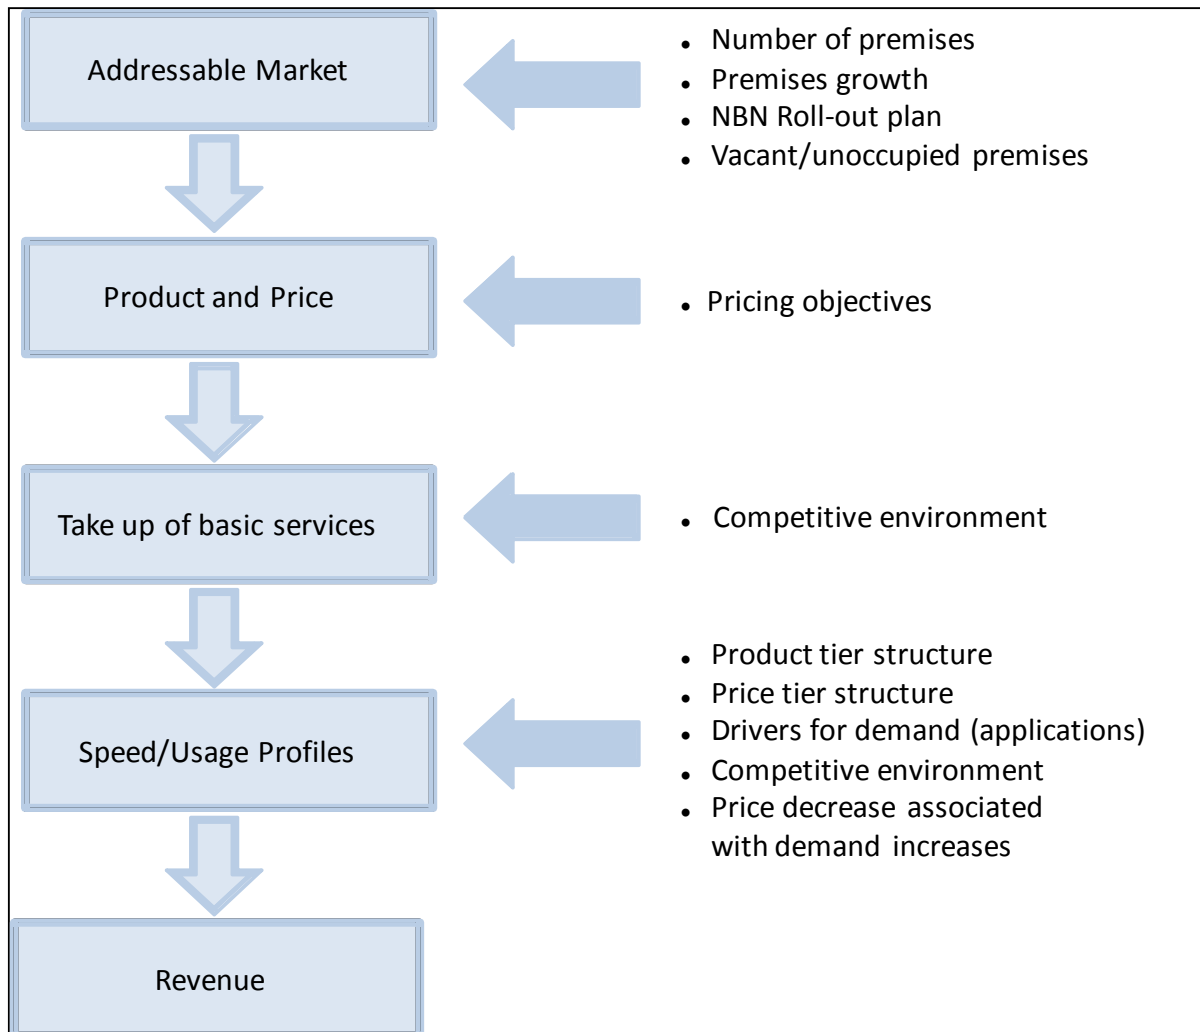 Addressable Market
• Number of premises
• Premises growth
• NBN Roll-out plan
• Vacant/unoccupied premises
Product and Price
• Pricing objectives
Take up of basic services
• Competitive environment
Speed/Usage Profiles
• Product tier structure
• Price tier structure
• Drivers for demand (applications)
• Competitive environment
• Price decrease associated
with demand increases
Revenue